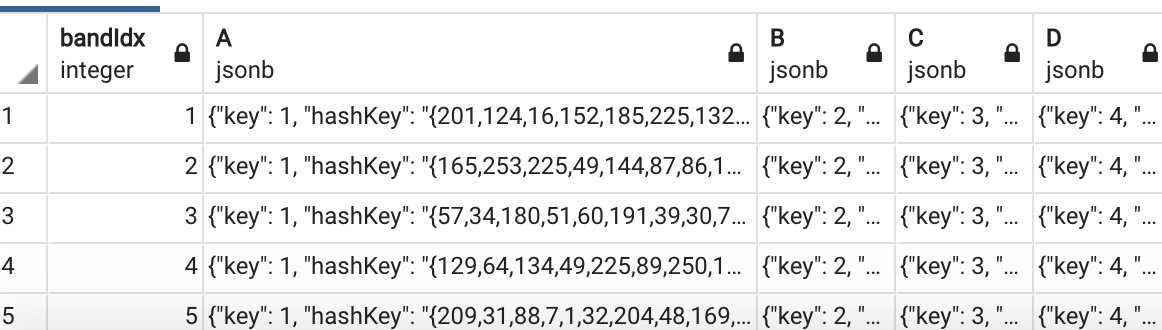 bandIdx integer A jsonb B jsonb C jsonb D jsonb
1 1 {"key": 1, "hashKey": "{201,124,16,152,185,225,132... {"key": 2, "... {"key": 3, "... {"key": 4, "...
2 2 {"key": 1, "hashKey": "{165,253,225,49,144,87,86,1... {"key": 2, "... {"key": 3, "... {"key": 4, "...
3 3 {"key": 1, "hashKey": "{57,34,180,51,60,191,39,30,7... {"key": 2, "... {"key": 3, "... {"key": 4, "...
4 4 {"key": 1, "hashKey": "{129,64,134,49,225,89,250,1... {"key": 2, "... {"key": 3, "... {"key": 4, "...
5 5 {"key": 1, "hashKey": "{209,31,88,7,1,32,204,48,169,... {"key": 2, "... {"key": 3, "... {"key": 4, "...